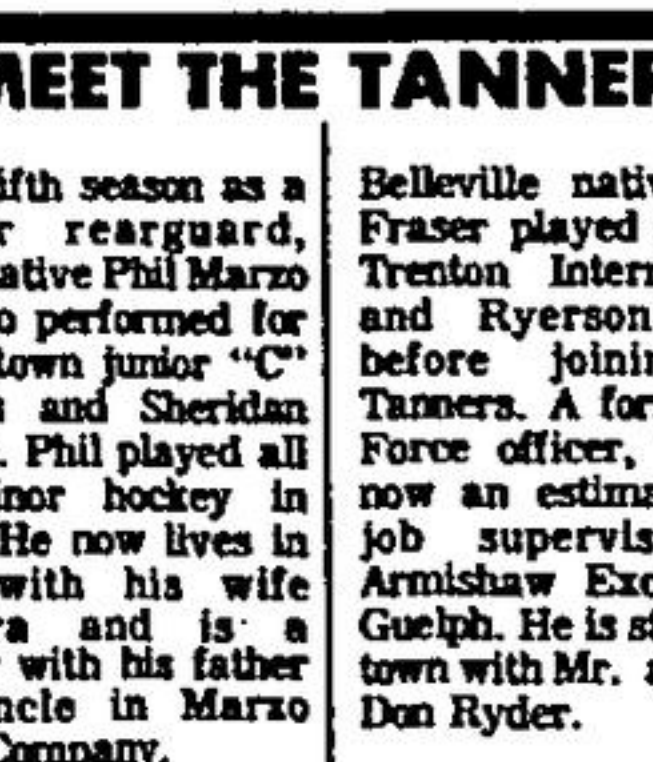 MEET THE TANNER
ifth season as a
r rearguard,
ative Phil Marzo
o performed for
town junior "C"
s and Sheridan
. Phil played all
inor hockey in
He now lives in
with his wife
ra and is a
with his father
ncle in Marzo
Company.
Belleville nativ
Fraser played
Trenton Intern
and Ryerson
before joinin
Tanners. A for
Force officer,
now an estima
job supervis
Armishaw Exc
Guelph. He is st
town with Mr. a
Don Ryder.